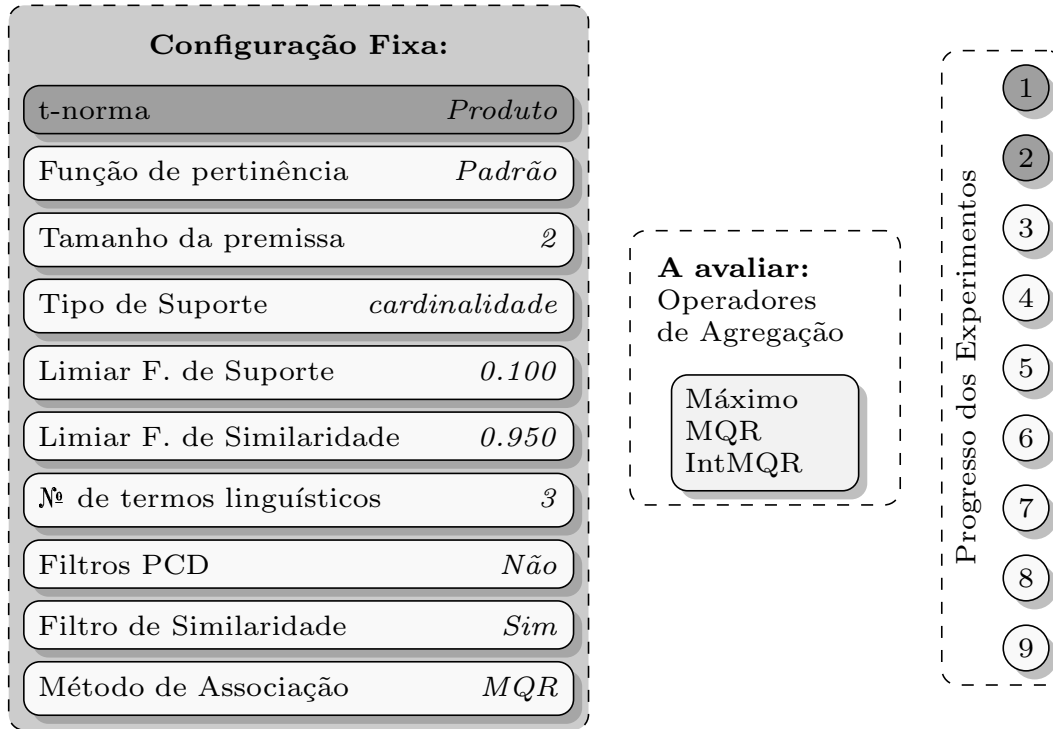 Configuração Fixa:
t-norma Produto
Função de pertinência Padrão
Tamanho da premissa 2
Tipo de Suporte cardinalidade
Limiar F. de Suporte 0.100
Limiar F. de Similaridade 0.950
№ de termos linguísticos 3
Filtros PCD Não
Filtro de Similaridade Sim
Método de Associação MQR
A avaliar:
Operadores
de Agregação
Máximo
MQR
IntMQR
Progresso dos Experimentos
1
2
3
4
5
6
7
8
9